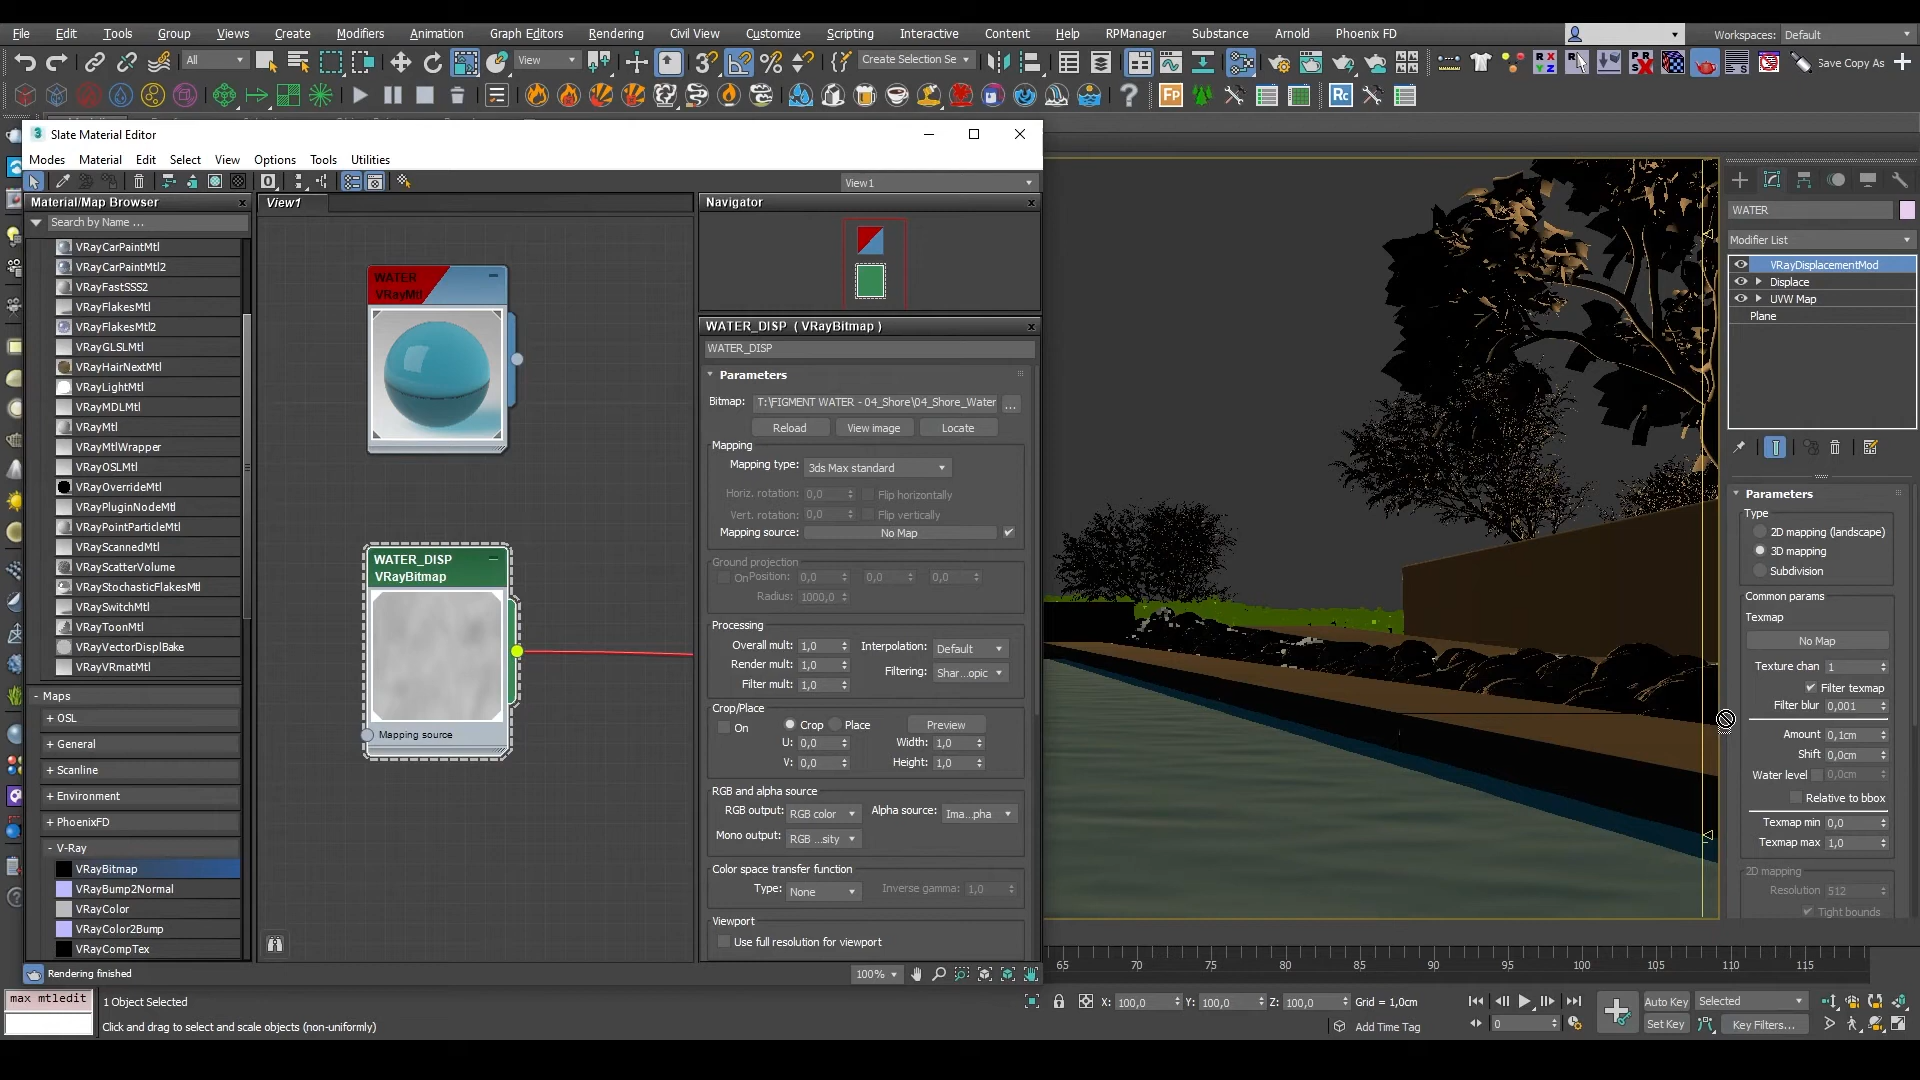 File Edit Tools Group Views Create Modifiers Animation Graph Editors Rendering Civil View Customize Scripting Interactive Content Help RPManager Substance Arnold Phoenix FD Workspaces: Default
All View Create Selection Se Save Copy As
Slate Material Editor
Modes Material Edit Select View Options Tools Utilities
View1
Material/Map Browser
Search by Name ...
VRayCarPaintMtl
VRayCarPaintMtl2
VRayFastSSS2
VRayFlakesMtl
VRayFlakesMtl2
VRayGLSLMtl
VRayHairNextMtl
VRayLightMtl
VRayMDLMtl
VRayMtl
VRayMtlWrapper
VRayOSLMtl
VRayOverrideMtl
VRayPluginNodeMtl
VRayPointParticleMtl
VRayScannedMtl
VRayScatterVolume
VRayStochasticFlakesMtl
VRaySwitchMtl
VRayToonMtl
VRayVectorDisplBake
VRayVRmatMtl
- Maps
+ OSL
+ General
+ Scanline
+ Environment
+ PhoenixFD
- V-Ray
VRayBitmap
VRayBump2Normal
VRayColor
VRayColor2Bump
VRayCompTex
Rendering finished
View1
WATER
VRayMtl
WATER_DISP
VRayBitmap
Mapping source
Navigator
WATER_DISP ( VRayBitmap )
WATER_DISP
Parameters
Bitmap: T:\FIGMENT WATER - 04_Shore\04_Shore_Water ...
Reload View image Locate
Mapping
Mapping type: 3ds Max standard
Horiz. rotation: 0,0 Flip horizontally
Vert. rotation: 0,0 Flip vertically
Mapping source: No Map
Ground projection
On Position: 0,0 0,0 0,0
Radius: 1000,0
Processing
Overall mult: 1,0 Interpolation: Default
Render mult: 1,0 Filtering: Shar...opic
Filter mult: 1,0
Crop/Place
On Crop Place Preview
U: 0,0 Width: 1,0
V: 0,0 Height: 1,0
RGB and alpha source
RGB output: RGB color Alpha source: Ima...pha
Mono output: RGB ...sity
Color space transfer function
Type: None Inverse gamma: 1,0
Viewport
Use full resolution for viewport
100%
WATER
Modifier List
VRayDisplacementMod
Displace
UVW Map
Plane
Parameters
Type
2D mapping (landscape)
3D mapping
Subdivision
Common params
Texmap
No Map
Texture chan 1
Filter texmap
Filter blur 0,001
Amount 0,1cm
Shift 0,0cm
Water level 0,0cm
Relative to bbox
Texmap min 0,0
Texmap max 1,0
2D mapping
Resolution 512
Tight bounds
65 70 75 80 85 90 95 100 105 110 115
max mtledit 1 Object Selected
Click and drag to select and scale objects (non-uniformly)
X: 100,0 Y: 100,0 Z: 100,0 Grid = 1,0cm
Add Time Tag
0
Auto Key Selected
Set Key Key Filters...